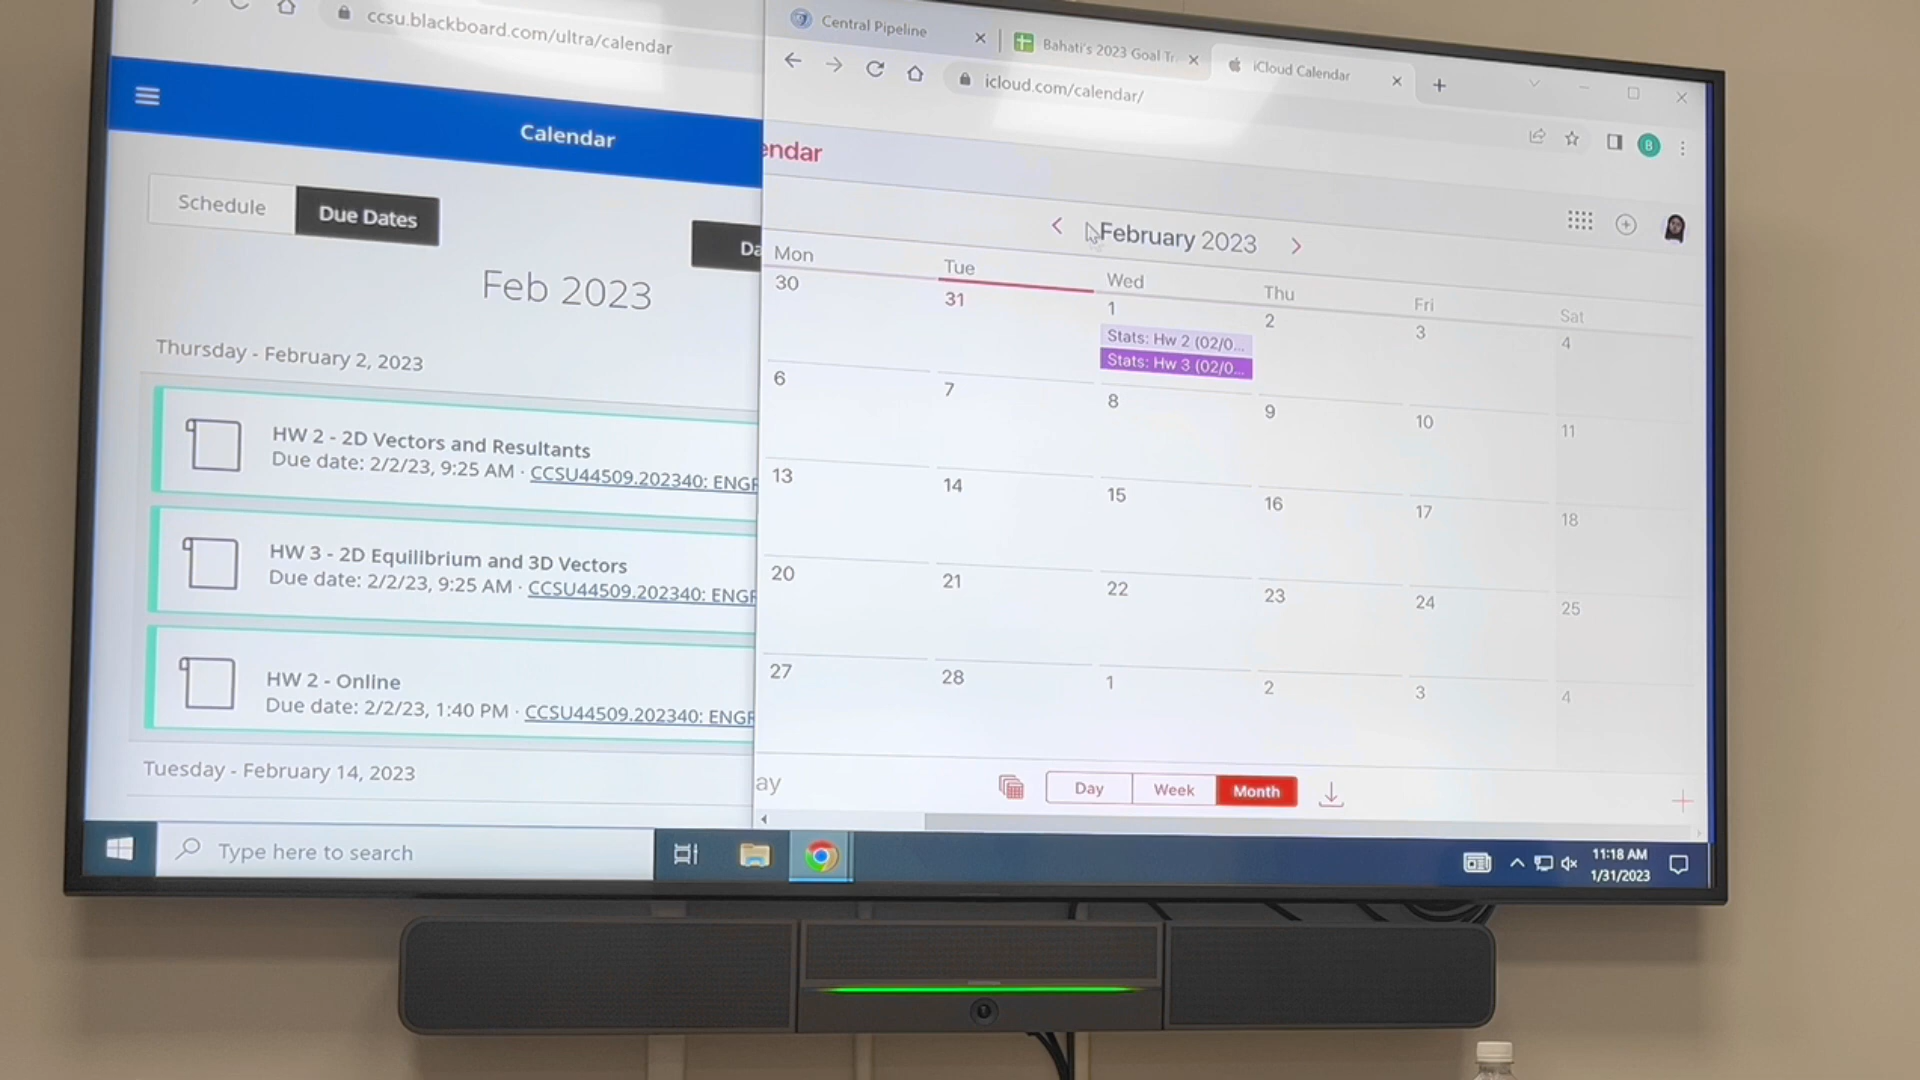 ccsu.blackboard.com/ultra/calendar
Calendar
Schedule
Due Dates
Da
Feb 2023
Thursday - February 2, 2023
HW 2 - 2D Vectors and Resultants
Due date: 2/2/23, 9:25 AM · CCSU44509.202340: ENGR
HW 3 - 2D Equilibrium and 3D Vectors
Due date: 2/2/23, 9:25 AM · CCSU44509.202340: ENGR
HW 2 - Online
Due date: 2/2/23, 1:40 PM · CCSU44509.202340: ENGR
Tuesday - February 14, 2023
Central Pipeline
Bahati's 2023 Goal Tr
iCloud Calendar
icloud.com/calendar/
B
endar
February 2023
Mon Tue Wed Thu Fri Sat
30 31 1 2 3 4
Stats: Hw 2 (02/0...
Stats: Hw 3 (02/0...
6 7 8 9 10 11
13 14 15 16 17 18
20 21 22 23 24 25
27 28 1 2 3 4
ay
Day
Week
Month
Type here to search
11:18 AM
1/31/2023